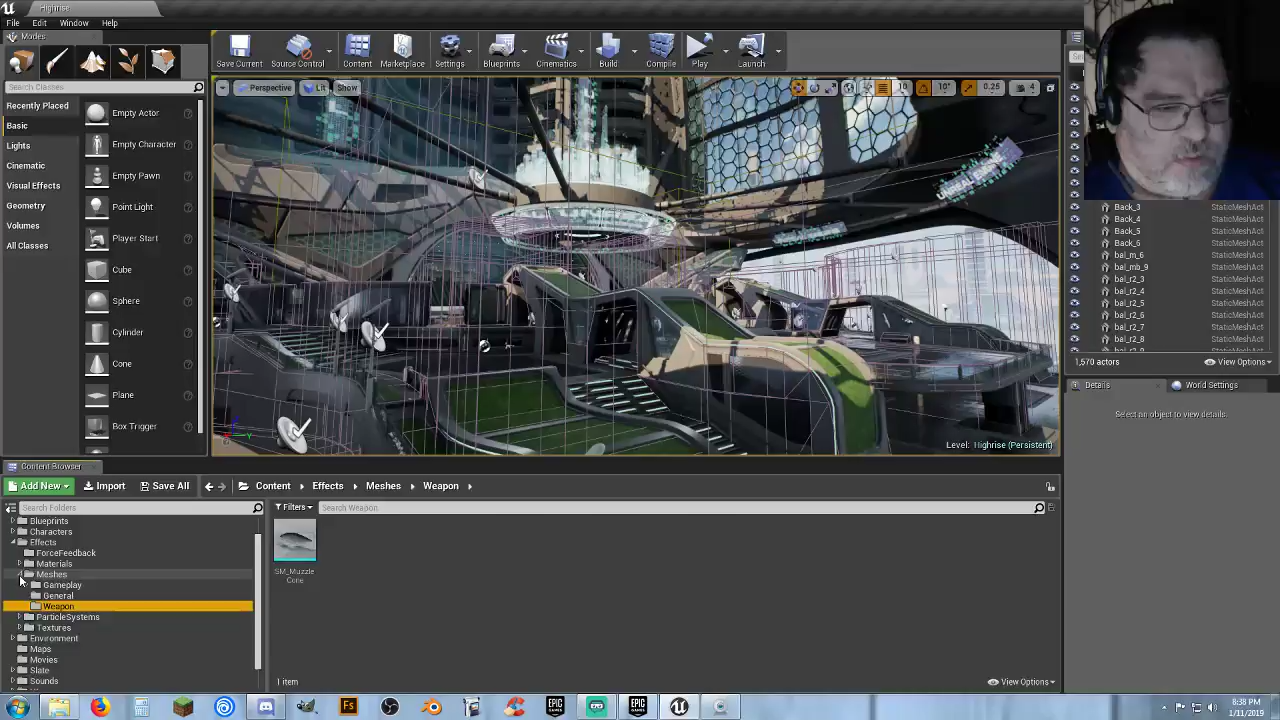 Highrise
File Edit Window Help
Modes
Search Classes
Recently Placed
Basic
Lights
Cinematic
Visual Effects
Geometry
Volumes
All Classes
Empty Actor
Empty Character
Empty Pawn
Point Light
Player Start
Cube
Sphere
Cylinder
Cone
Plane
Box Trigger
Save Current
Source Control
Content
Marketplace
Settings
Blueprints
Cinematics
Build
Compile
Play
Launch
Perspective Lit Show
10 10° 0.25 4
Level: Highrise (Persistent)
Back_3 StaticMeshAct
Back_4 StaticMeshAct
Back_5 StaticMeshAct
Back_6 StaticMeshAct
bal_m_6 StaticMeshAct
bal_mb_9 StaticMeshAct
bal_r2_3 StaticMeshAct
bal_r2_4 StaticMeshAct
bal_r2_5 StaticMeshAct
bal_r2_6 StaticMeshAct
bal_r2_7 StaticMeshAct
bal_r2_8 StaticMeshAct
1,570 actors View Options
Details World Settings
Select an object to view details.
Content Browser
Add New Import Save All Content Effects Meshes Weapon
Search Folders
Blueprints
Characters
Effects
ForceFeedback
Materials
Meshes
Gameplay
General
Weapon
ParticleSystems
Textures
Environment
Maps
Movies
Slate
Sounds
Filters Search Weapon
SM_Muzzle
Cone
1 item View Options
8:38 PM
1/11/2019